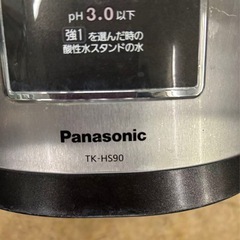 pH 3.0 以下
強1 を選んだ時の
酸性水スタンドの水
Panasonic
TK-HS90